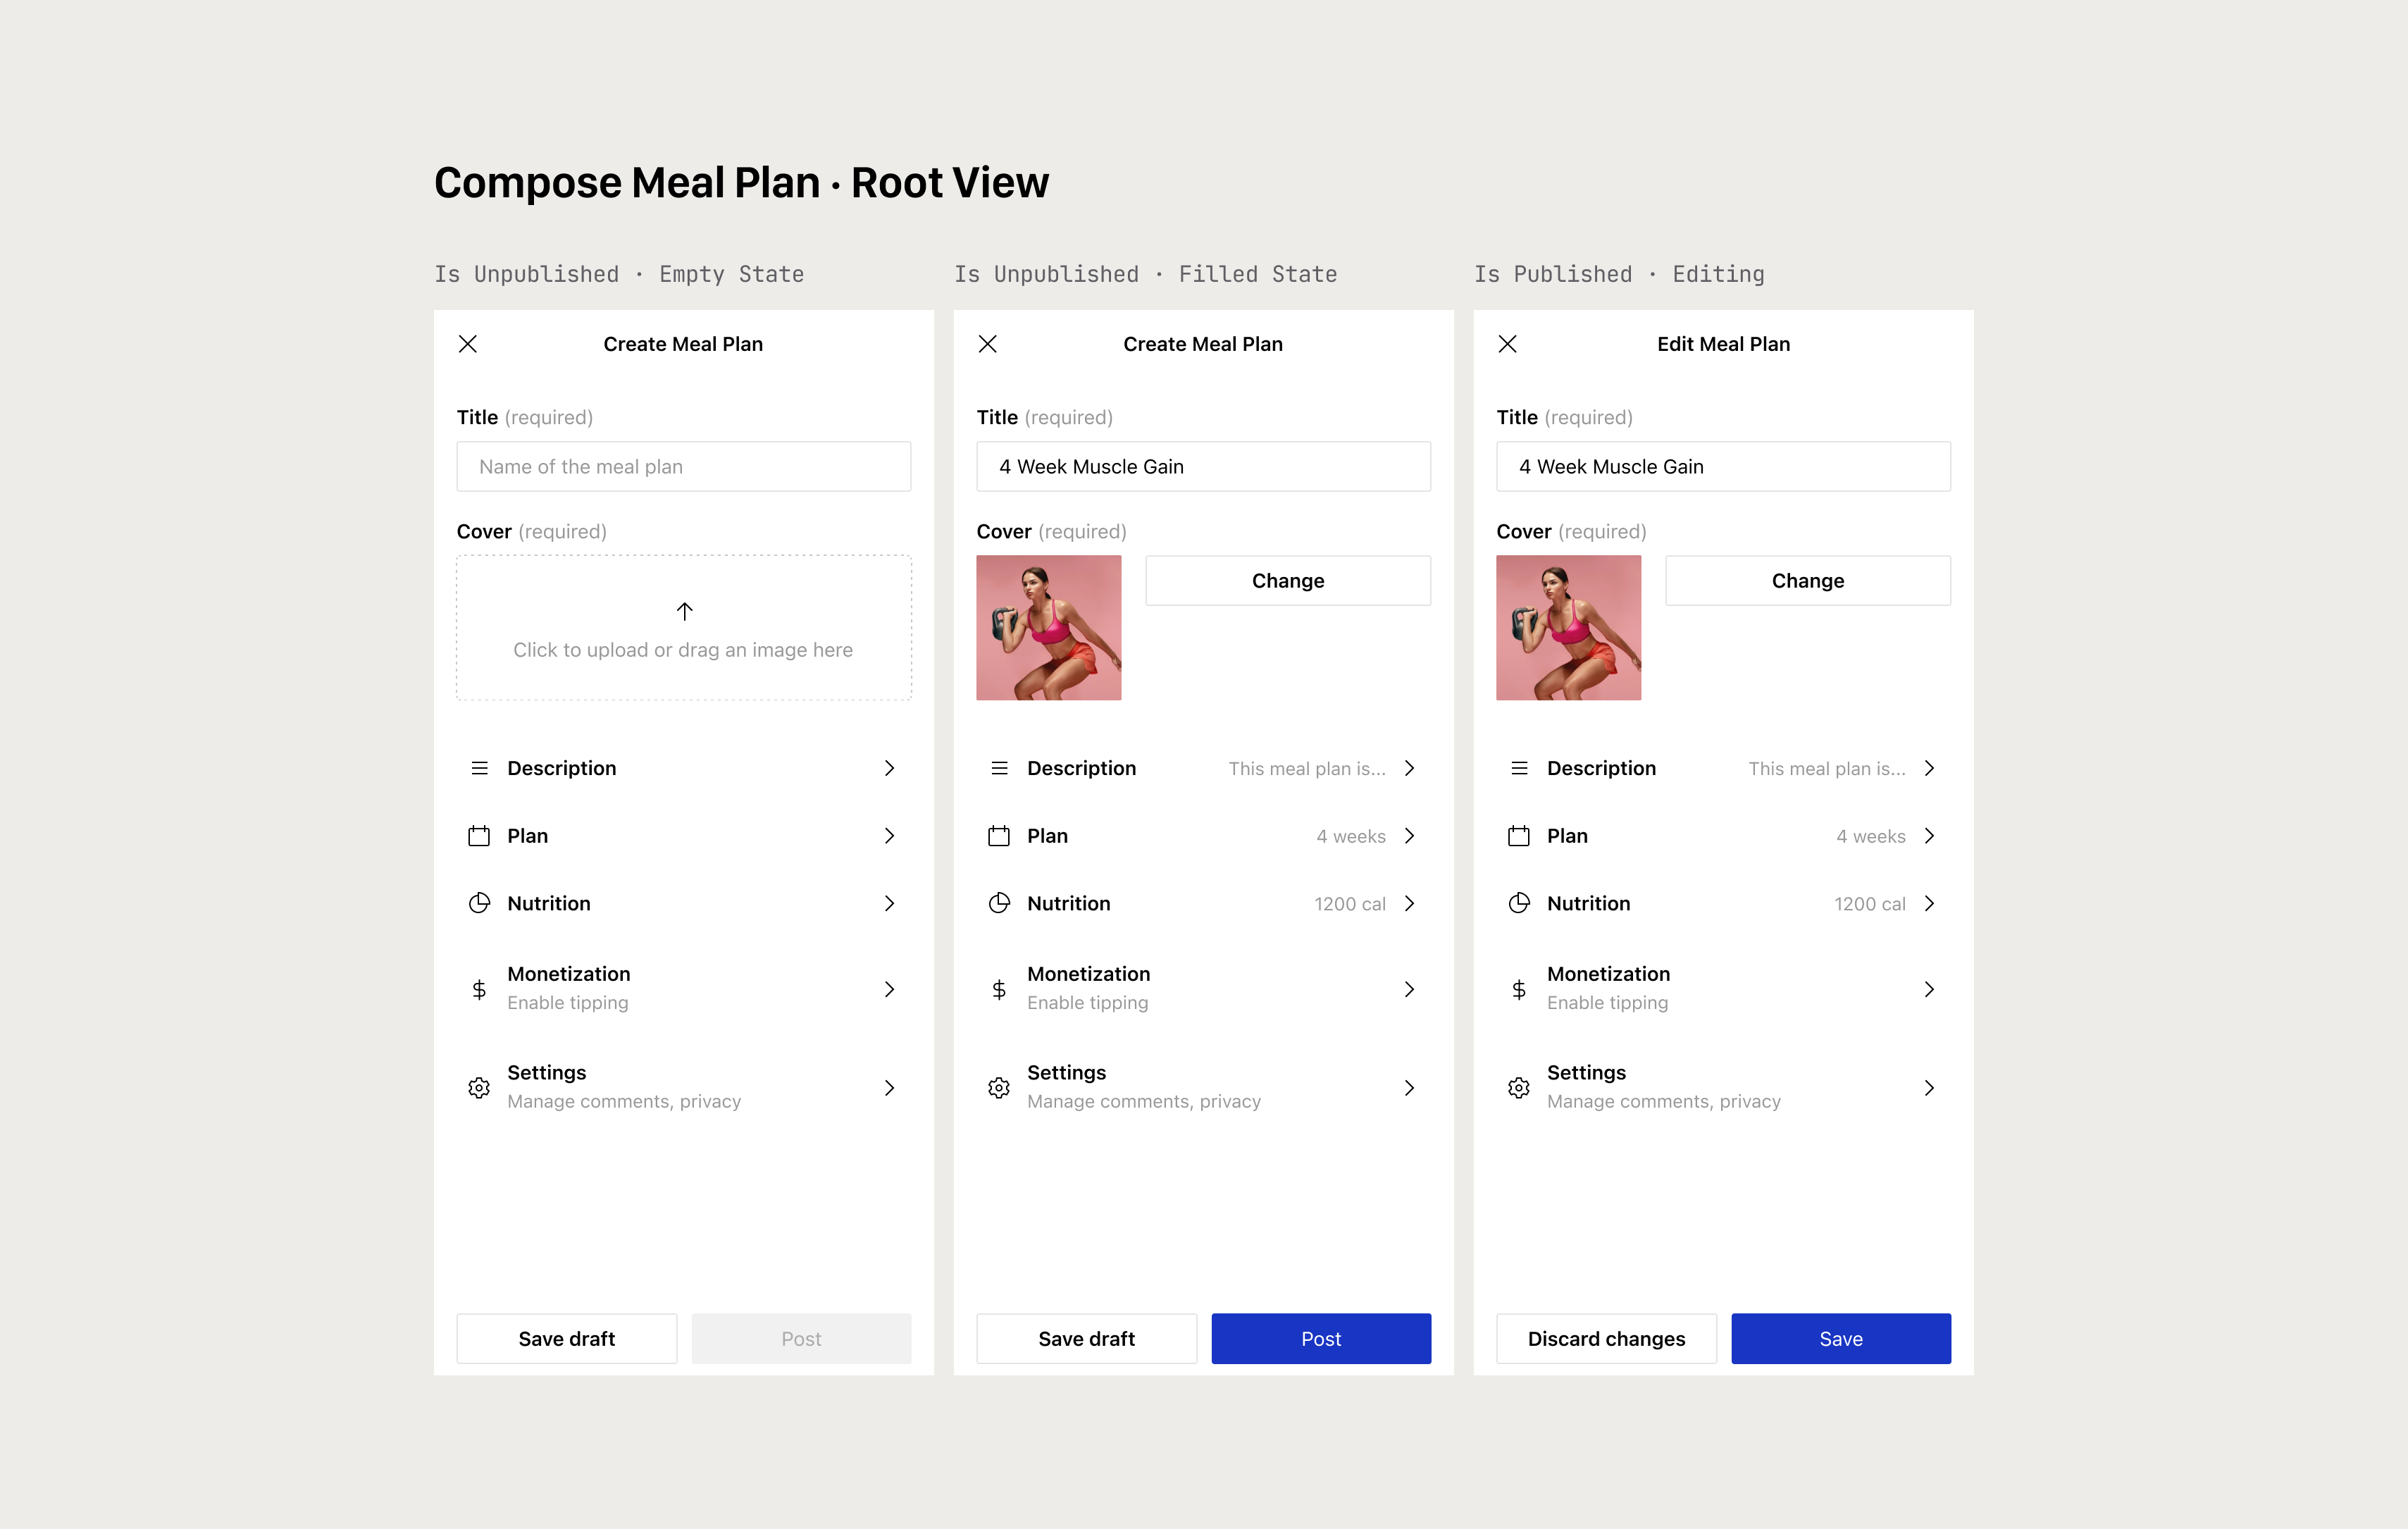 Compose Meal Plan · Root View
Is Unpublished · Empty State
Create Meal Plan
Title (required)
Name of the meal plan
Cover (required)
Click to upload or drag an image here
Description
Plan
Nutrition
Monetization
Enable tipping
Settings
Manage comments, privacy
Save draft
Post
Is Unpublished · Filled State
Create Meal Plan
Title (required)
4 Week Muscle Gain
Cover (required)
Change
Description
This meal plan is...
Plan
4 weeks
Nutrition
1200 cal
$
Monetization
Enable tipping
Settings
Manage comments, privacy
Save draft
Post
Is Published · Editing
Edit Meal Plan
Title (required)
4 Week Muscle Gain
Cover (required)
Change
Description
This meal plan is...
Plan
4 weeks
Nutrition
1200 cal
Monetization
Enable tipping
Settings
Manage comments, privacy
Discard changes
Save